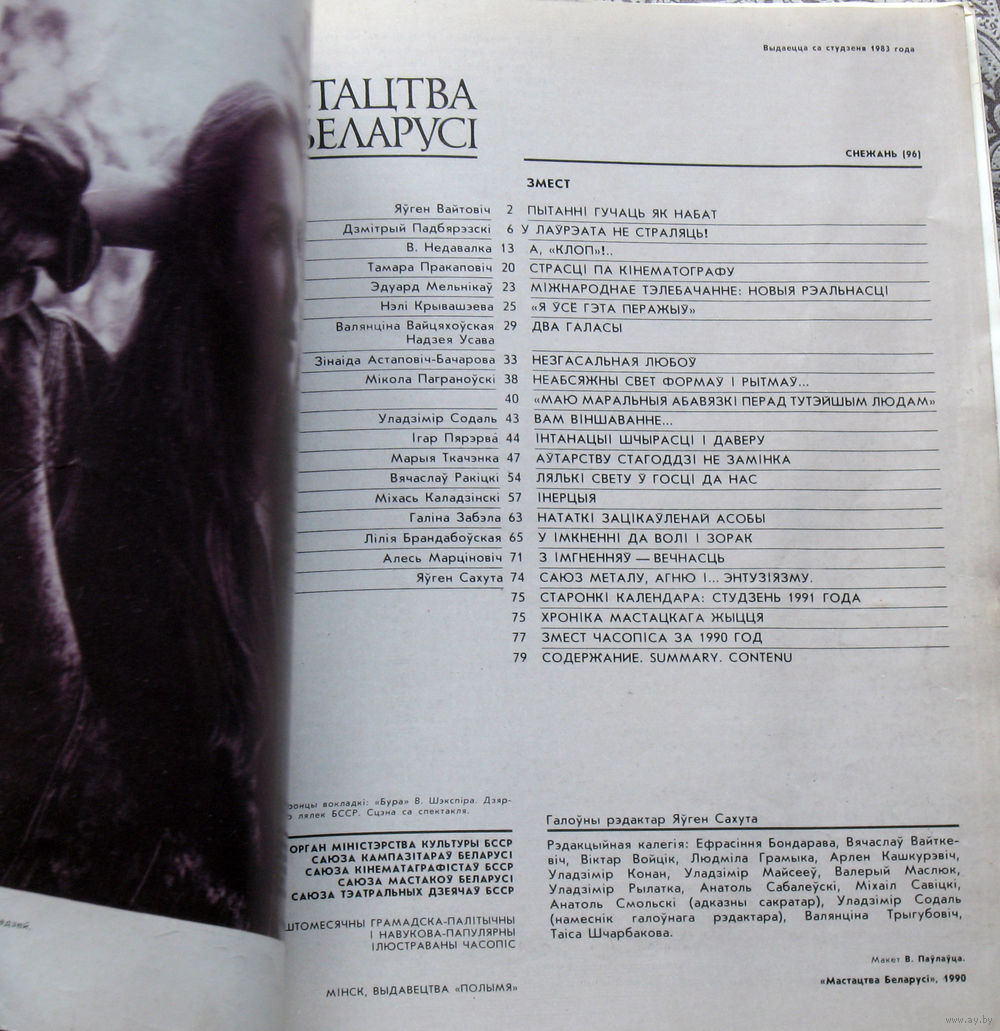 Выдаецца са студзеня 1983 года
ТАЦТВА
БЕЛАРУСІ
СНЕЖАНЬ (96)
ЗМЕСТ
Яўген Вайтовіч 2 ПЫТАННІ ГУЧАЦЬ ЯК НАБАТ
Дзмітрый Падбярэзскі 6 У ЛАЎРЭАТА НЕ СТРАЛЯЦЬ!
В. Недавалка 13 А, «КЛОП»!..
Тамара Пракаповіч 20 СТРАСЦІ ПА КІНЕМАТОГРАФУ
Эдуард Мельнікаў 23 МІЖНАРОДНАЕ ТЭЛЕБАЧАННЕ: НОВЫЯ РЭАЛЬНАСЦІ
Нэлі Крывашэева 25 «Я ЎСЁ ГЭТА ПЕРАЖЫЎ»
Валянціна Вайцяхоўская 29 ДВА ГАЛАСЫ
Надзея Усава
Зінаіда Астаповіч-Бачарова 33 НЕЗГАСАЛЬНАЯ ЛЮБОЎ
Мікола Паграноўскі 38 НЕАБСЯЖНЫ СВЕТ ФОРМАЎ І РЫТМАЎ...
40 «МАЮ МАРАЛЬНЫЯ АБАВЯЗКІ ПЕРАД ТУТЭЙШЫМ ЛЮДАМ»
Уладзімір Содаль 43 ВАМ ВІНШАВАННЕ...
Ігар Пярэрва 44 ІНТАНАЦЫІ ШЧЫРАСЦІ І ДАВЕРУ
Марыя Ткачэнка 47 АЎТАРСТВУ СТАГОДДЗІ НЕ ЗАМІНКА
Вячаслаў Ракіцкі 54 ЛЯЛЬКІ СВЕТУ Ў ГОСЦІ ДА НАС
Міхась Каладзінскі 57 ІНЕРЦЫЯ
Галіна Забэла 63 НАТАТКІ ЗАЦІКАЎЛЕНАЙ АСОБЫ
Лілія Брандабоўская 65 У ІМКНЕННІ ДА ВОЛІ І ЗОРАК
Алесь Марціновіч 71 З ІМГНЕННЯЎ — ВЕЧНАСЦЬ
Яўген Сахута 74 САЮЗ МЕТАЛУ, АГНЮ І... ЭНТУЗІЯЗМУ.
75 СТАРОНКІ КАЛЕНДАРА: СТУДЗЕНЬ 1991 ГОДА
75 ХРОНІКА МАСТАЦКАГА ЖЫЦЦЯ
77 ЗМЕСТ ЧАСОПІСА ЗА 1990 ГОД
79 СОДЕРЖАНИЕ. SUMMARY. CONTENU
ронцы вокладкі: «Бура» В. Шэкспіра. Дзяр-
лялек БССР. Сцэна са спектакля.
ОРГАН МІНІСТЭРСТВА КУЛЬТУРЫ БССР
САЮЗА КАМПАЗІТАРАЎ БЕЛАРУСІ
САЮЗА КІНЕМАТАГРАФІСТАЎ БССР
САЮЗА МАСТАКОЎ БЕЛАРУСІ
САЮЗА ТЭАТРАЛЬНЫХ ДЗЕЯЧАЎ БССР
ШТОМЕСЯЧНЫ ГРАМАДСКА-ПАЛІТЫЧНЫ
І НАВУКОВА-ПАПУЛЯРНЫ
ІЛЮСТРАВАНЫ ЧАСОПІС
МІНСК, ВЫДАВЕЦТВА «ПОЛЫМЯ»
Галоўны рэдактар Яўген Сахута
Рэдакцыйная калегія: Ефрасіння Бондарава, Вячаслаў Вайтке-
віч, Віктар Войцік, Людміла Грамыка, Арлен Кашкурэвіч,
Уладзімір Конан, Уладзімір Майсееў, Валерый Маслюк,
Уладзімір Рылатка, Анатоль Сабалеўскі, Міхаіл Савіцкі,
Анатоль Смольскі (адказны сакратар), Уладзімір Содаль
(намеснік галоўнага рэдактара), Валянціна Трыгубовіч,
Таіса Шчарбакова.
Макет В. Паўлаўца.
«Мастацтва Беларусі», 1990
www.ay.by